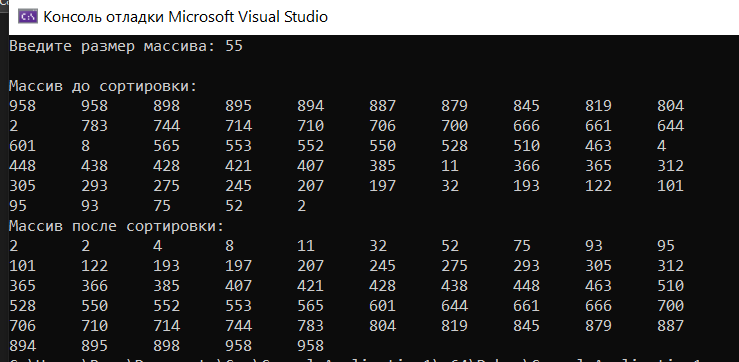 Консоль отладки Microsoft Visual Studio
Введите размер массива: 55
Массив до сортировки:
958 958 898 895 894 887 879 845 819 804
2 783 744 714 710 706 700 666 661 644
601 8 565 553 552 550 528 510 463 4
448 438 428 421 407 385 11 366 365 312
305 293 275 245 207 197 32 193 122 101
95 93 75 52 2
Массив после сортировки:
2 2 4 8 11 32 52 75 93 95
101 122 193 197 207 245 275 293 305 312
365 366 385 407 421 428 438 448 463 510
528 550 552 553 565 601 644 661 666 700
706 710 714 744 783 804 819 845 879 887
894 895 898 958 958